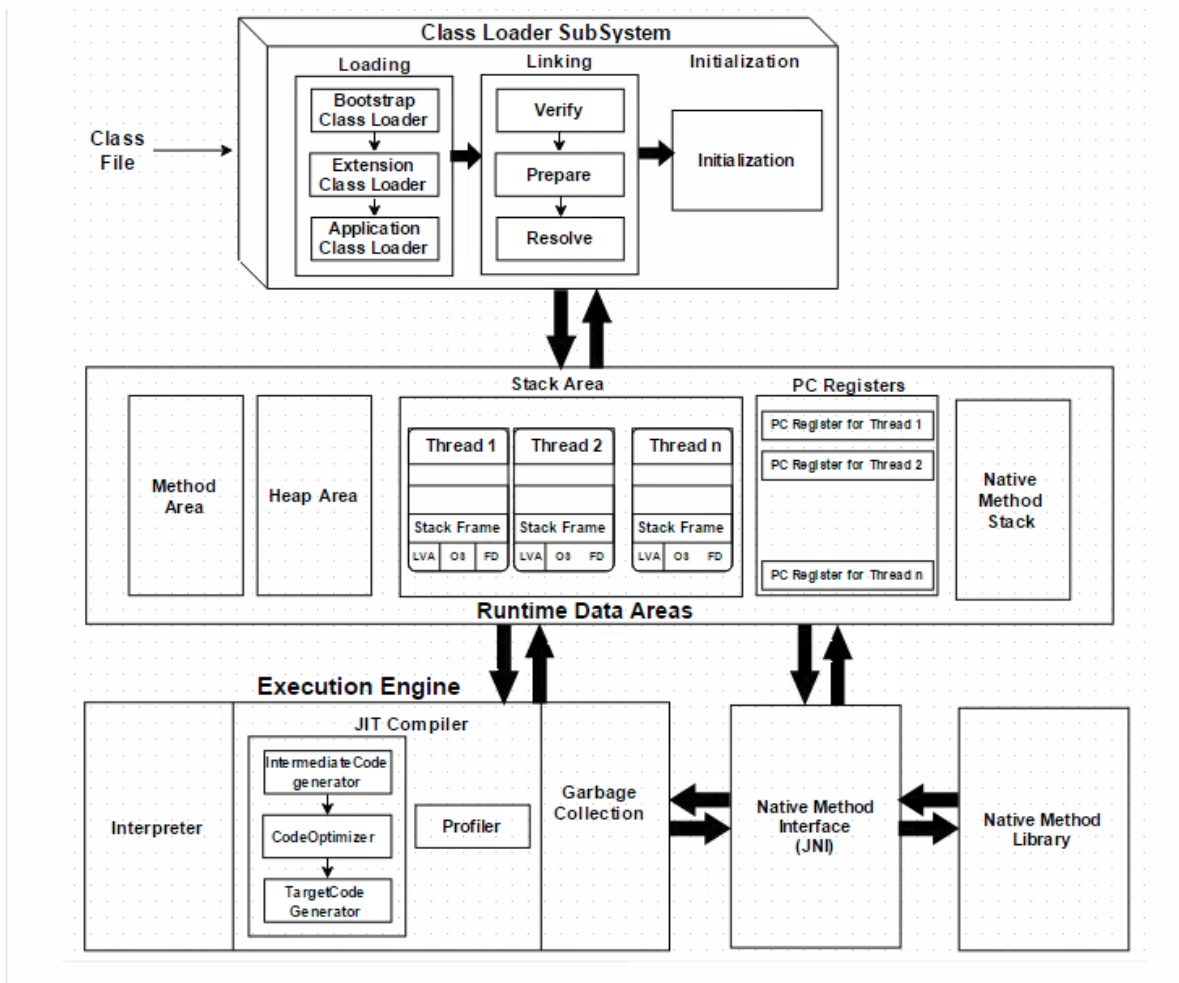 Class Loader SubSystem
Loading
Linking
Initialization
Bootstrap
Class Loader
Extension
Class Loader
Application
Class Loader
Verify
Prepare
Resolve
Initialization
Class
File
Stack Area
PC Registers
Method
Area
Heap Area
Thread 1
Stack Frame
LVA
OS
FD
Thread 2
Stack Frame
LVA
OS
FD
Thread n
Stack Frame
LVA
OS
FD
PC Register for Thread 1
PC Register for Thread 2
PC Register for Thread n
Native
Method
Stack
Runtime Data Areas
Execution Engine
Interpreter
JIT Compiler
IntermediateCode
generator
CodeOptimizer
TargetCode
Generator
Profiler
Garbage
Collection
Native Method
Interface
(JNI)
Native Method
Library